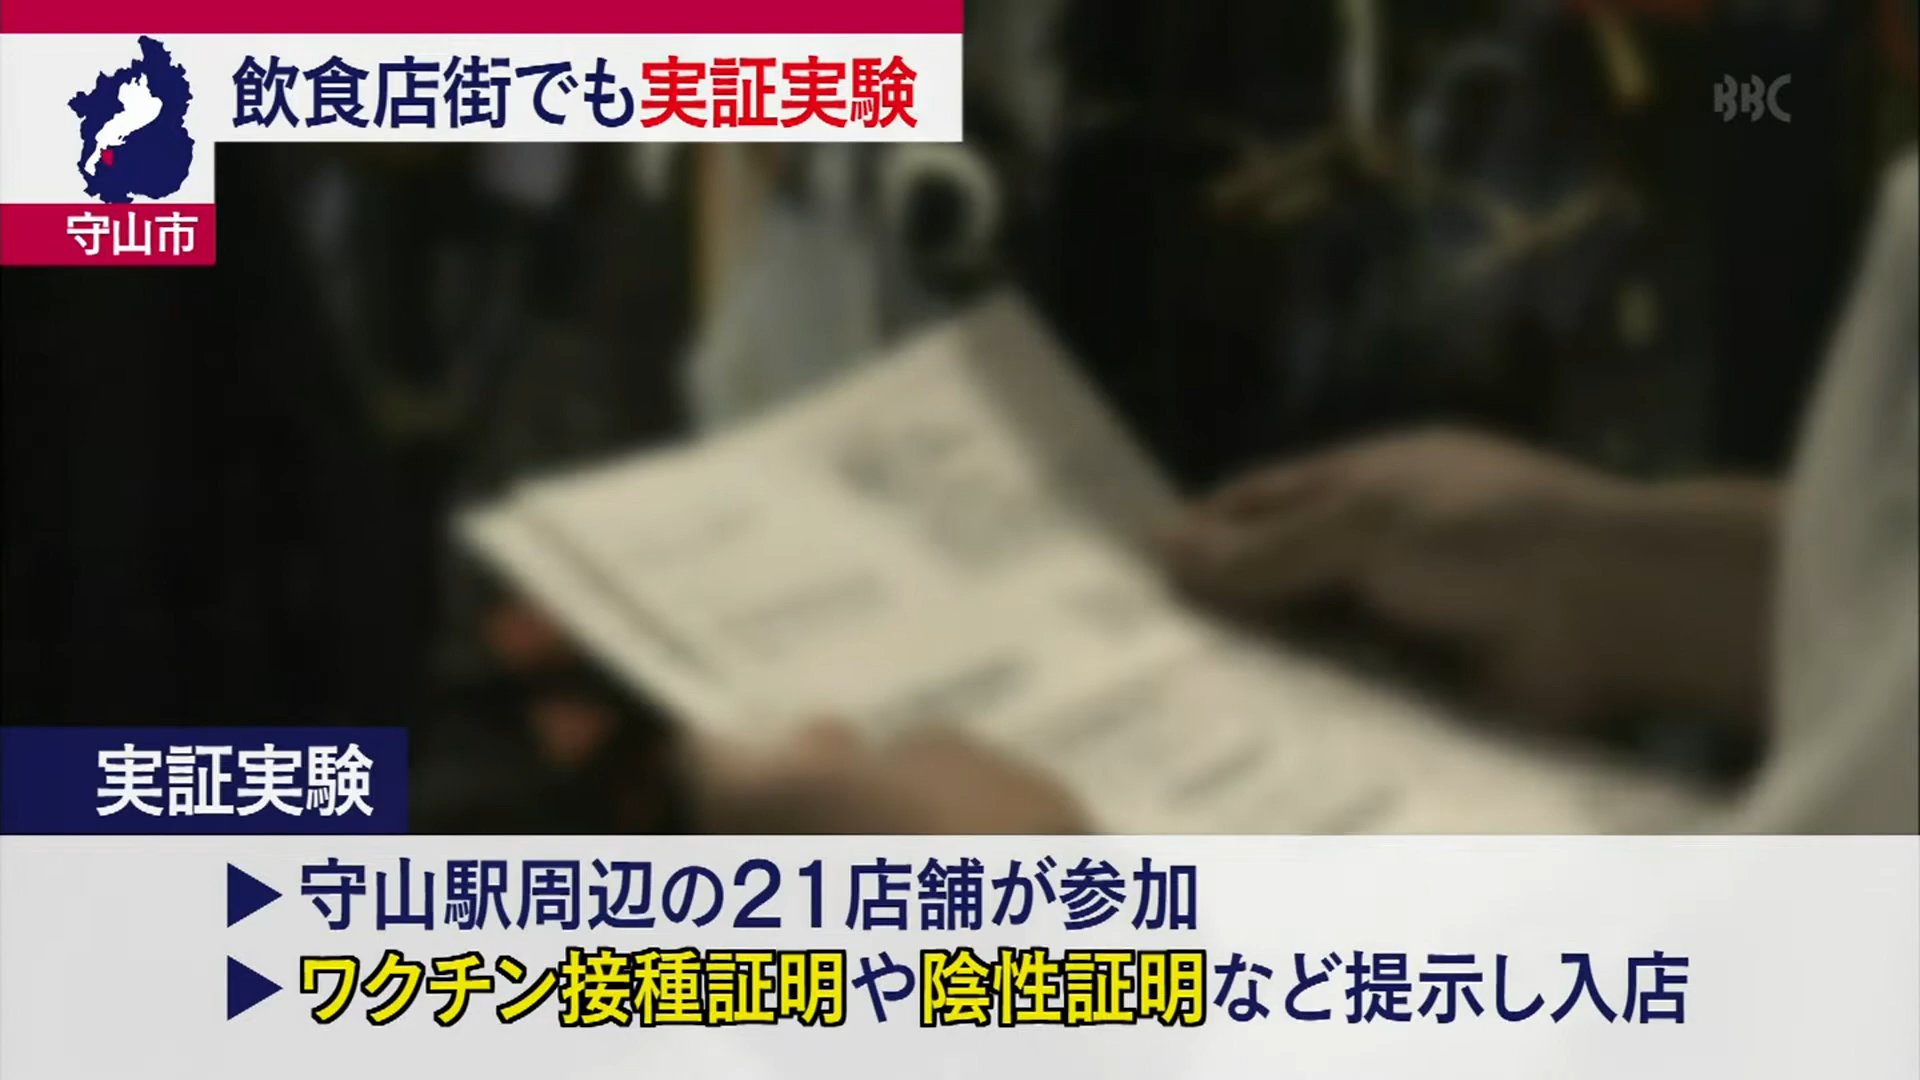 飲食店街でも実証実験
BBC
守山市
実証実験
▶守山駅周辺の21店舗が参加
▶ワクチン接種証明や陰性証明など提示し入店